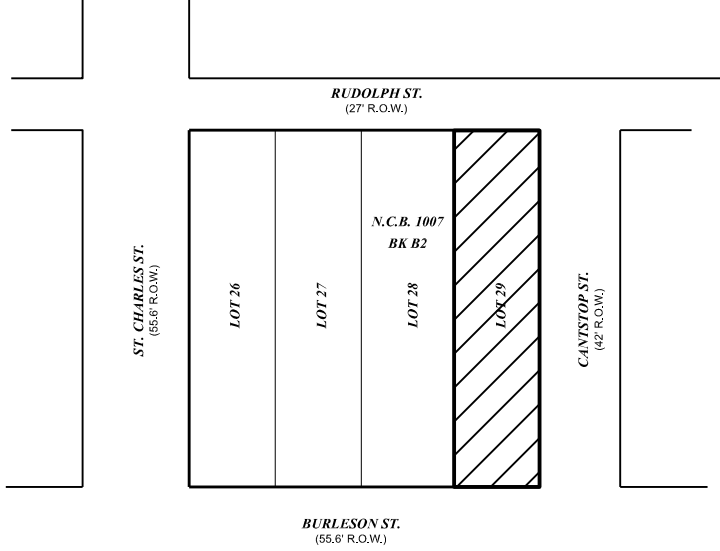 RUDOLPH ST.
(27' R.O.W.)
N.C.B. 1007
BK B2
ST. CHARLES ST.
(55.6' R.O.W.)
LOT 26
LOT 27
LOT 28
LOT 29
CANTSTOP ST.
(42' R.O.W.)
BURLESON ST.
(55.6' R.O.W.)